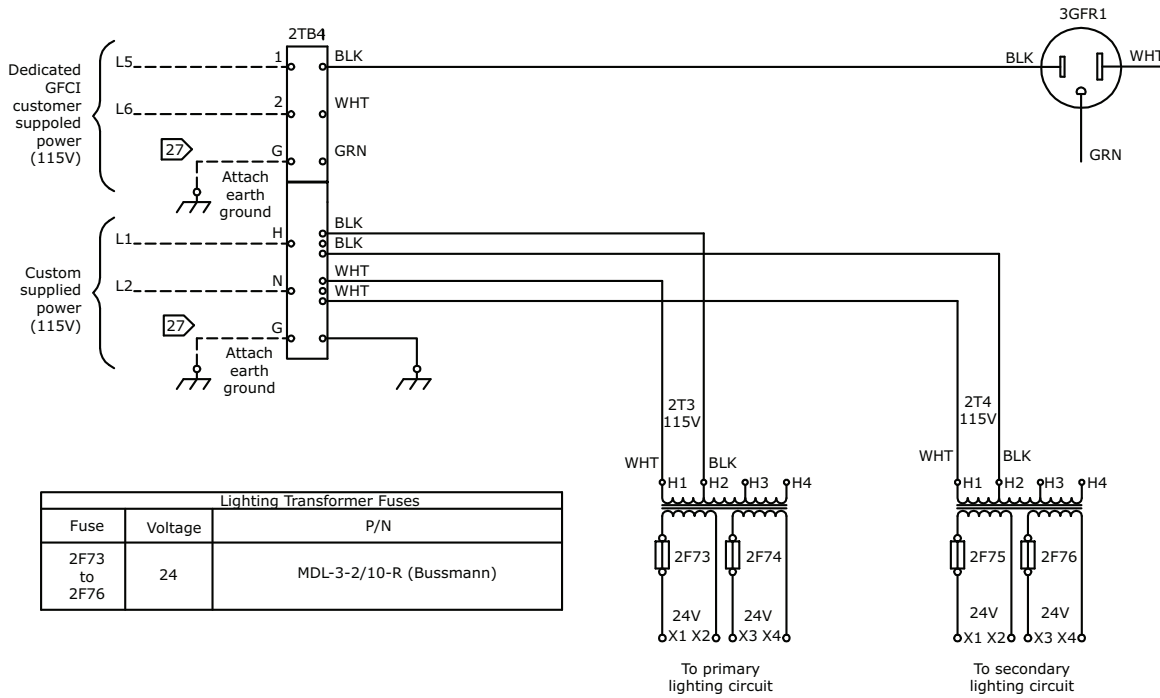 3GFR1
2TB4
Dedicated
GFCI
customer
suppoled
power
(115V)
L5
1
BLK
BLK
WHT
L6
2
WHT
27
G
GRN
GRN
Attach
earth
ground
Custom
supplied
power
(115V)
L1
H
BLK
BLK
L2
N
WHT
WHT
27
G
Attach
earth
ground
2T3
115V
2T4
115V
WHT
BLK
WHT
BLK
H1
H2
H3
H4
H1
H2
H3
H4
2F73
2F74
2F75
2F76
24V
24V
24V
24V
X1 X2
X3 X4
X1 X2
X3 X4
To primary
lighting circuit
To secondary
lighting circuit
Lighting Transformer Fuses
Fuse
Voltage
P/N
2F73
to
2F76
24
MDL-3-2/10-R (Bussmann)